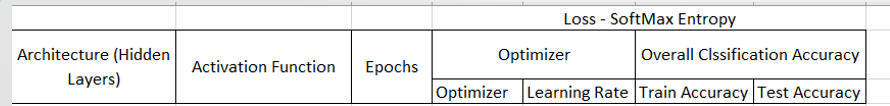 Loss - SoftMax Entropy
Architecture (Hidden
Layers)
Activation Function
Epochs
Optimizer
Overall Clssification Accuracy
Optimizer
Learning Rate
Train Accuracy
Test Accuracy